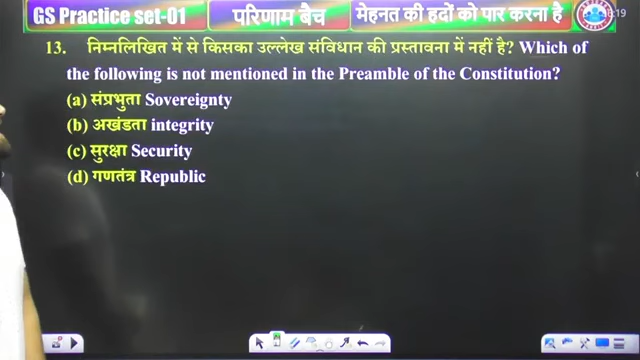 GS Practice set-01
परिणाम बैच
मेहनत की हदों को पार करना है
13. निम्नलिखित में से किसका उल्लेख संविधान की प्रस्तावना में नहीं है? Which of
the following is not mentioned in the Preamble of the Constitution?
(a) संप्रभुता Sovereignty
(b) अखंडता integrity
(c) सुरक्षा Security
(d) गणतंत्र Republic